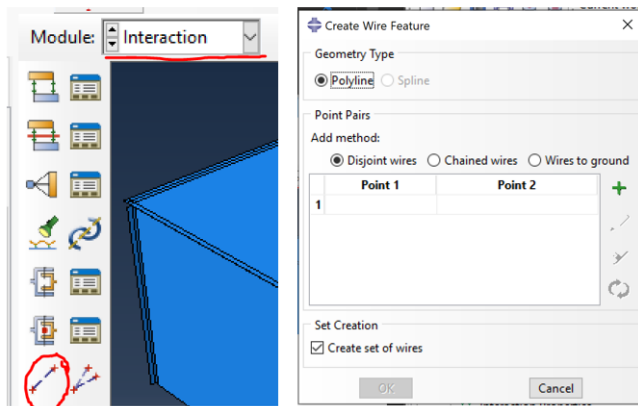 Module: Interaction
Create Wire Feature
Geometry Type
Polyline Spline
Point Pairs
Add method:
Disjoint wires Chained wires Wires to ground
Point 1 Point 2
1
Set Creation
Create set of wires
OK Cancel